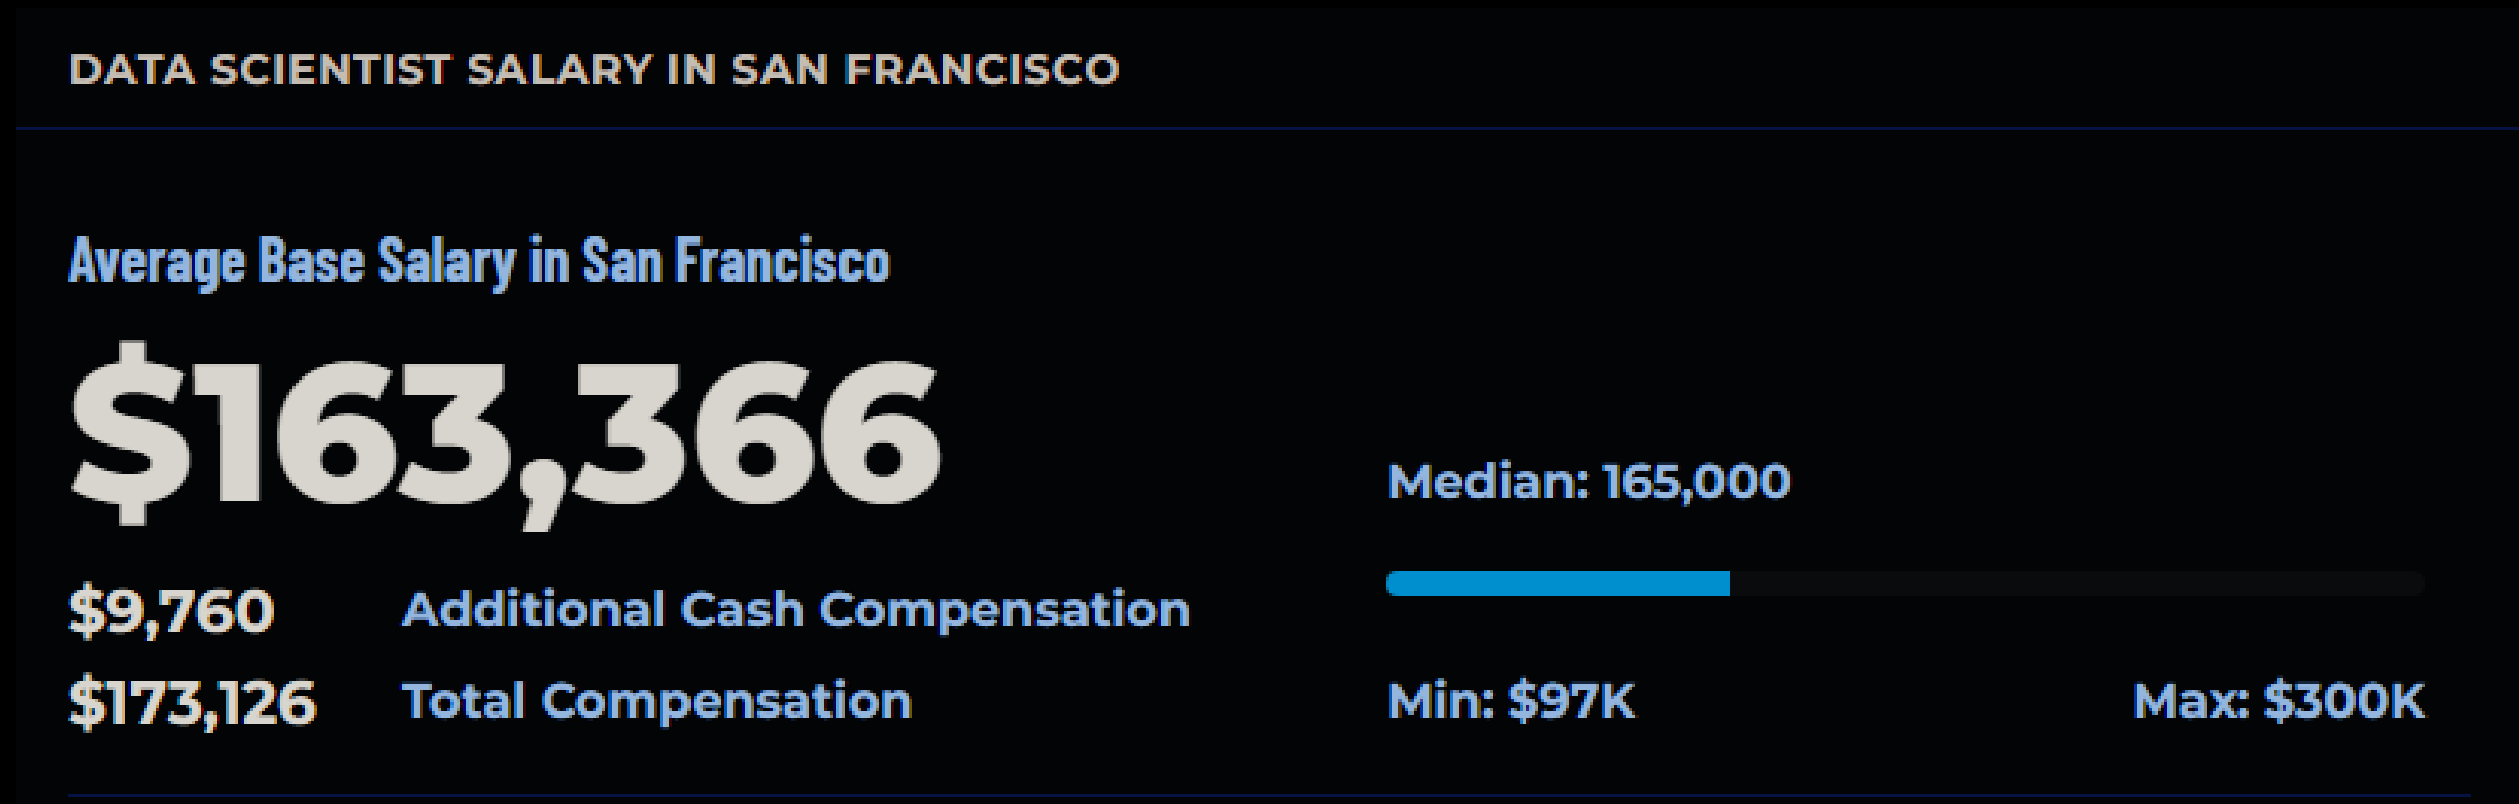 DATA SCIENTIST SALARY IN SAN FRANCISCO
Average Base Salary in San Francisco
$163,366
$9,760 Additional Cash Compensation
$173,126 Total Compensation
Median: 165,000
Min: $97K Max: $300K